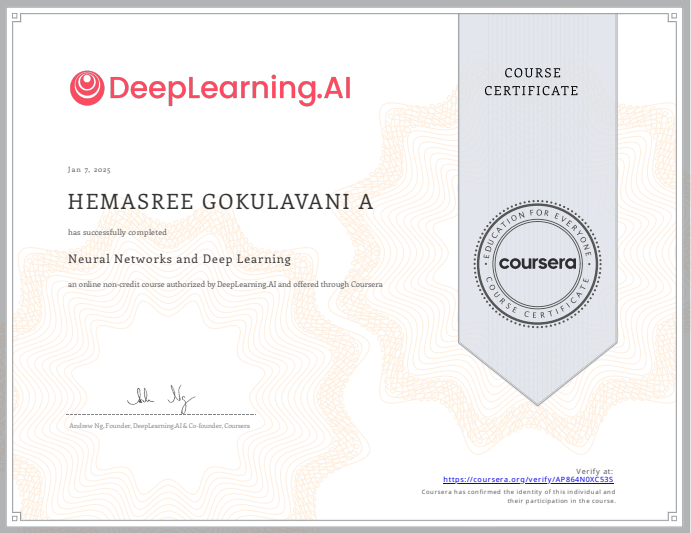 DeepLearning.AI
COURSE
CERTIFICATE
Jan 7, 2025
HEMASREE GOKULAVANI A
has successfully completed
Neural Networks and Deep Learning
an online non-credit course authorized by DeepLearning.AI and offered through Coursera
EDUCATION FOR EVERYONE
coursera
COURSE CERTIFICATE
Andrew Ng, Founder, DeepLearning.AI & Co-founder, Coursera
Verify at:
https://coursera.org/verify/AP864N0XC53S
Coursera has confirmed the identity of this individual and
their participation in the course.